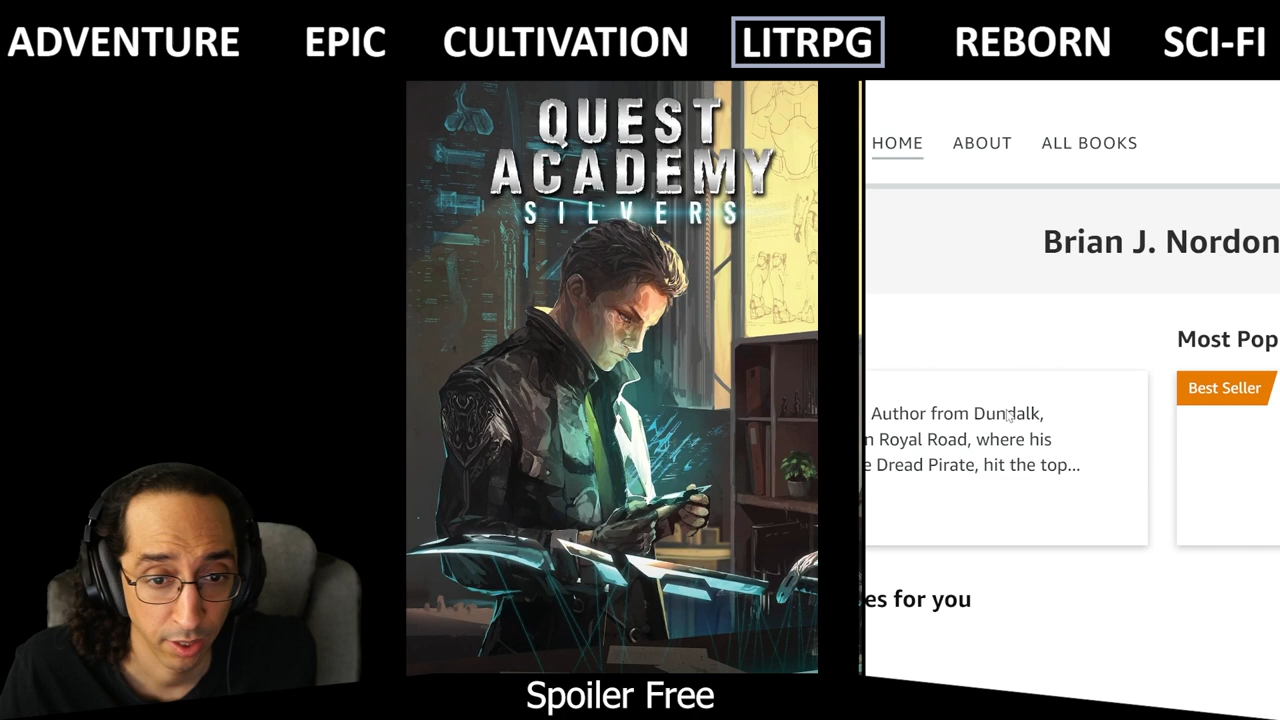 ADVENTURE EPIC CULTIVATION LITRPG REBORN SCI-FI
QUEST
ACADEMY
SILVERS
HOME ABOUT ALL BOOKS
Brian J. Nordon
Most Pop
Best Seller
Author from Dundalk,
n Royal Road, where his
e Dread Pirate, hit the top...
es for you
Spoiler Free